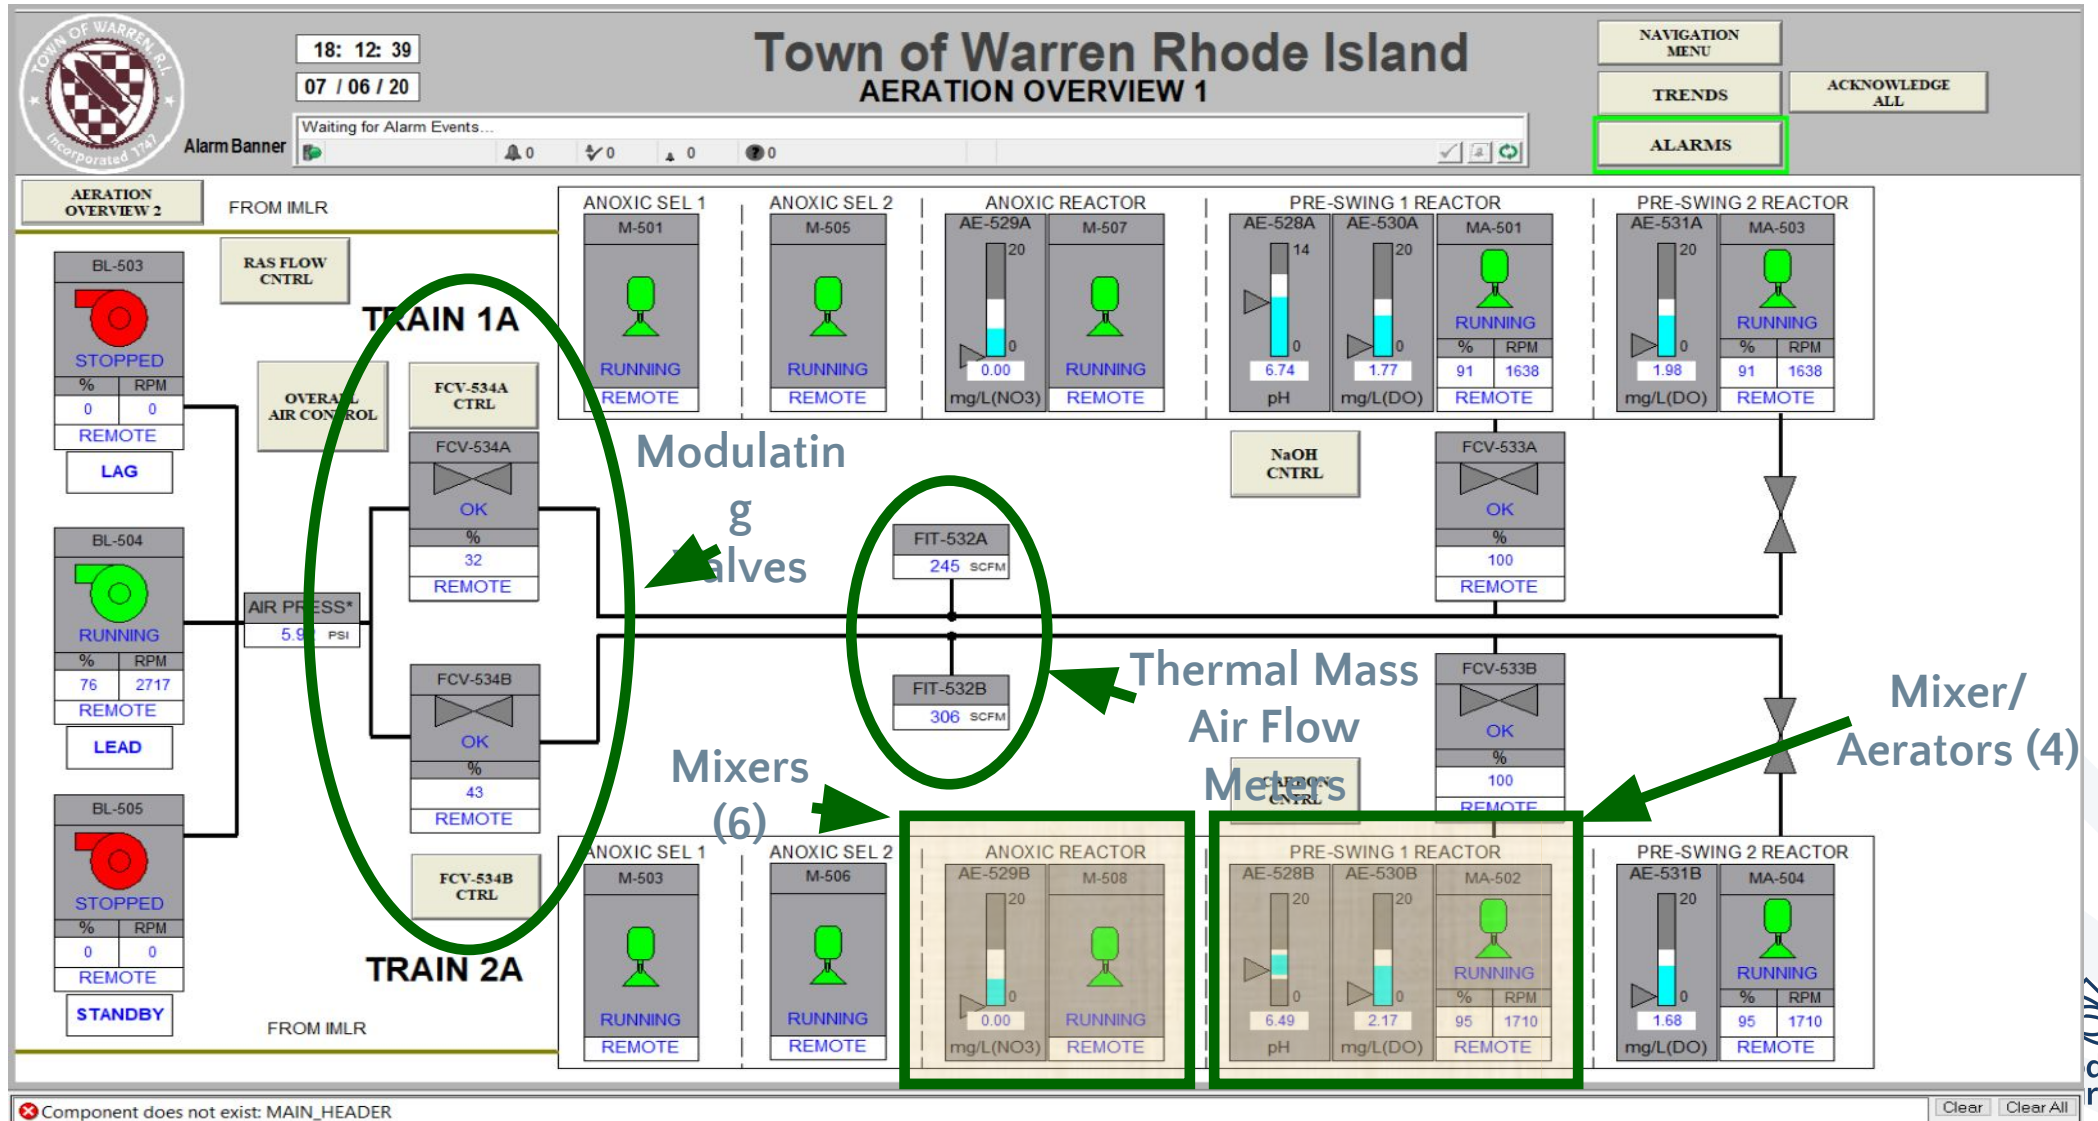 TOWN OF WARREN, R.I.
Incorporated 1747
18: 12: 39
07 / 06 / 20
Town of Warren Rhode Island
AERATION OVERVIEW 1
NAVIGATION
MENU
TRENDS
ACKNOWLEDGE
ALL
ALARMS
Alarm Banner
Waiting for Alarm Events...
0
0
0
0
AERATION
OVERVIEW 2
FROM IMLR
RAS FLOW
CNTRL
TRAIN 1A
BL-503
STOPPED
% RPM
0 0
REMOTE
LAG
BL-504
RUNNING
% RPM
76 2717
REMOTE
LEAD
BL-505
STOPPED
% RPM
0 0
REMOTE
STANDBY
OVERALL
AIR CONTROL
AIR PRESS*
5.92 PSI
FCV-534A
CTRL
FCV-534A
OK
%
32
REMOTE
FCV-534B
OK
%
43
REMOTE
FCV-534B
CTRL
TRAIN 2A
FROM IMLR
ANOXIC SEL 1
M-501
RUNNING
REMOTE
ANOXIC SEL 2
M-505
RUNNING
REMOTE
ANOXIC REACTOR
AE-529A
20
0
0.00
mg/L(NO3)
M-507
RUNNING
REMOTE
PRE-SWING 1 REACTOR
AE-528A
14
0
6.74
pH
AE-530A
20
0
1.77
mg/L(DO)
MA-501
RUNNING
% RPM
91 1638
REMOTE
PRE-SWING 2 REACTOR
AE-531A
20
0
1.98
mg/L(DO)
MA-503
RUNNING
% RPM
91 1638
REMOTE
Modulatin
g
Valves
FIT-532A
245 SCFM
FIT-532B
306 SCFM
NaOH
CNTRL
FCV-533A
OK
%
100
REMOTE
Thermal Mass
Air Flow
Meters
CARBON
CNTRL
FCV-533B
OK
%
100
REMOTE
Mixer/
Aerators (4)
Mixers
(6)
ANOXIC SEL 1
M-503
RUNNING
REMOTE
ANOXIC SEL 2
M-506
RUNNING
REMOTE
ANOXIC REACTOR
AE-529B
20
0
0.00
mg/L(NO3)
M-508
RUNNING
REMOTE
PRE-SWING 1 REACTOR
AE-528B
20
0
6.49
pH
AE-530B
20
0
2.17
mg/L(DO)
MA-502
RUNNING
% RPM
95 1710
REMOTE
PRE-SWING 2 REACTOR
AE-531B
20
0
1.68
mg/L(DO)
MA-504
RUNNING
% RPM
95 1710
REMOTE
Component does not exist: MAIN_HEADER
Clear Clear All